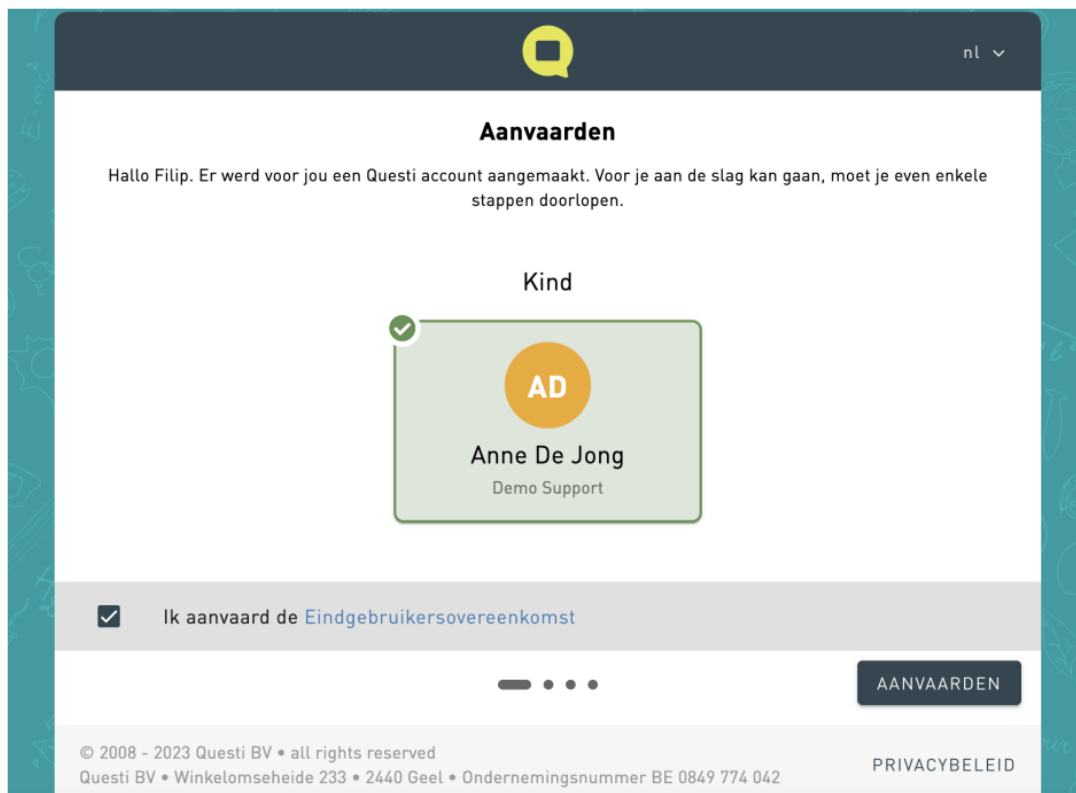 nl
Aanvaarden
Hallo Filip. Er werd voor jou een Questi account aangemaakt. Voor je aan de slag kan gaan, moet je even enkele
stappen doorlopen.
Kind
AD
Anne De Jong
Demo Support
Ik aanvaard de Eindgebruikersovereenkomst
AANVAARDEN
© 2008 - 2023 Questi BV • all rights reserved
Questi BV • Winkelomseheide 233 • 2440 Geel • Ondernemingsnummer BE 0849 774 042
PRIVACYBELEID